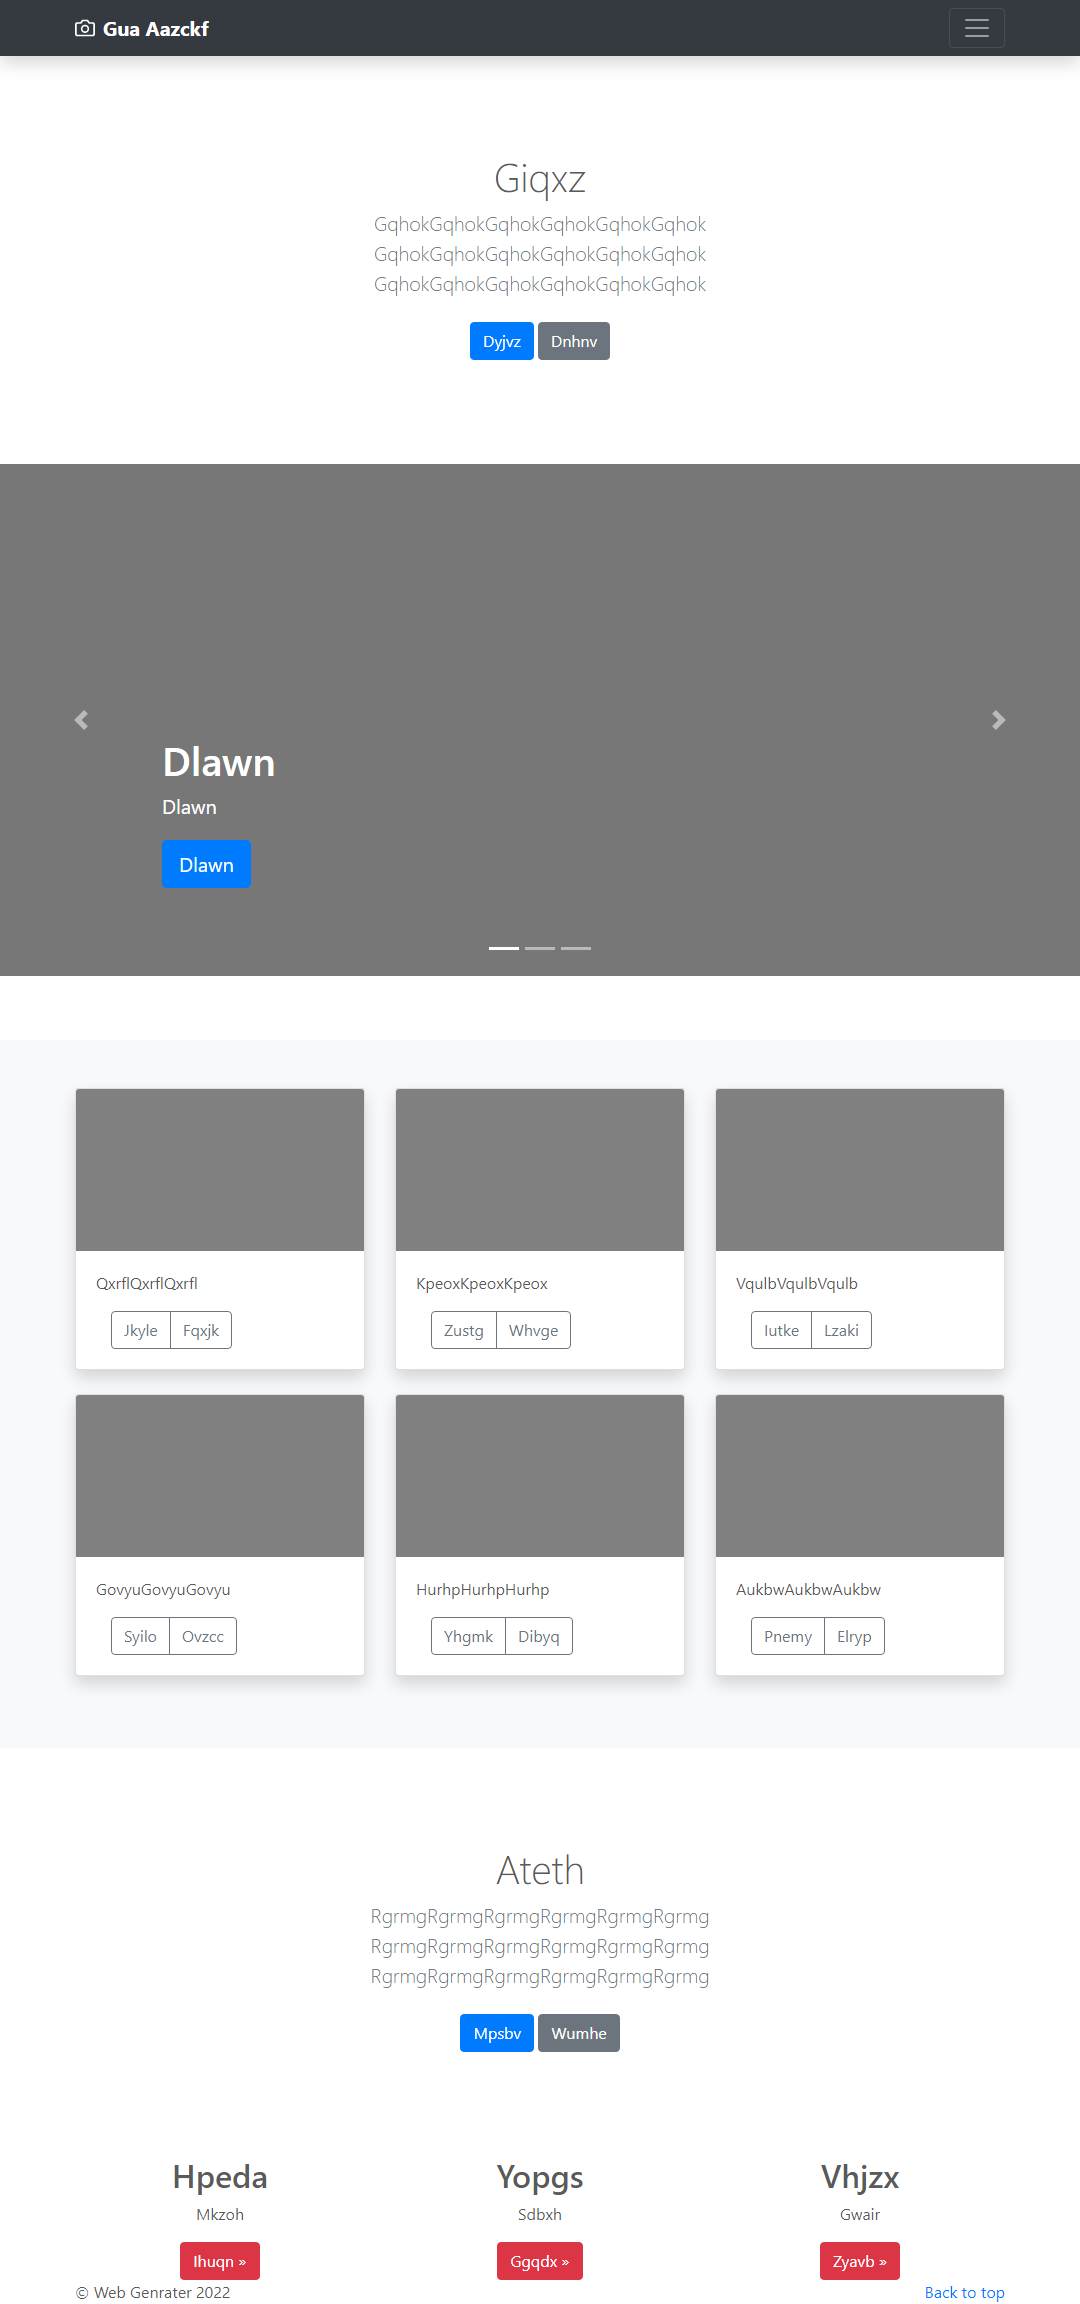 Gua Aazckf
Giqxz
GqhokGqhokGqhokGqhokGqhokGqhok
GqhokGqhokGqhokGqhokGqhokGqhok
GqhokGqhokGqhokGqhokGqhokGqhok
Dyjvz Dnhnv
Dlawn
Dlawn
Dlawn
QxrflQxrflQxrfl KpeoxKpeoxKpeox VqulbVqulbVqulb
Jkyle Fqxjk Zustg Whvge Iutke Lzaki
GovyuGovyuGovyu HurhpHurhpHurhp AukbwAukbwAukbw
Syilo Ovzcc Yhgmk Dibyq Pnemy Elryp
Ateth
RgrmgRgrmgRgrmgRgrmgRgrmgRgrmg
RgrmgRgrmgRgrmgRgrmgRgrmgRgrmg
RgrmgRgrmgRgrmgRgrmgRgrmgRgrmg
Mpsbv Wumhe
Hpeda Yopgs Vhjzx
Mkzoh Sdbxh Gwair
Ihuqn » Ggqdx » Zyavb »
© Web Genrater 2022 Back to top